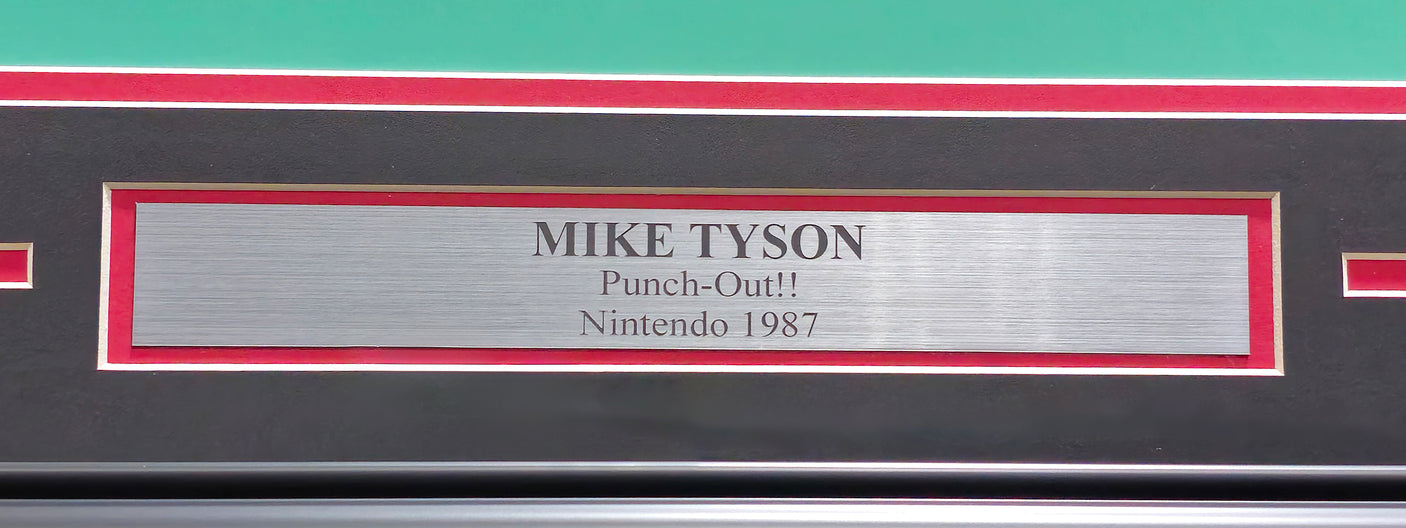 MIKE TYSON
Punch-Out!!
Nintendo 1987